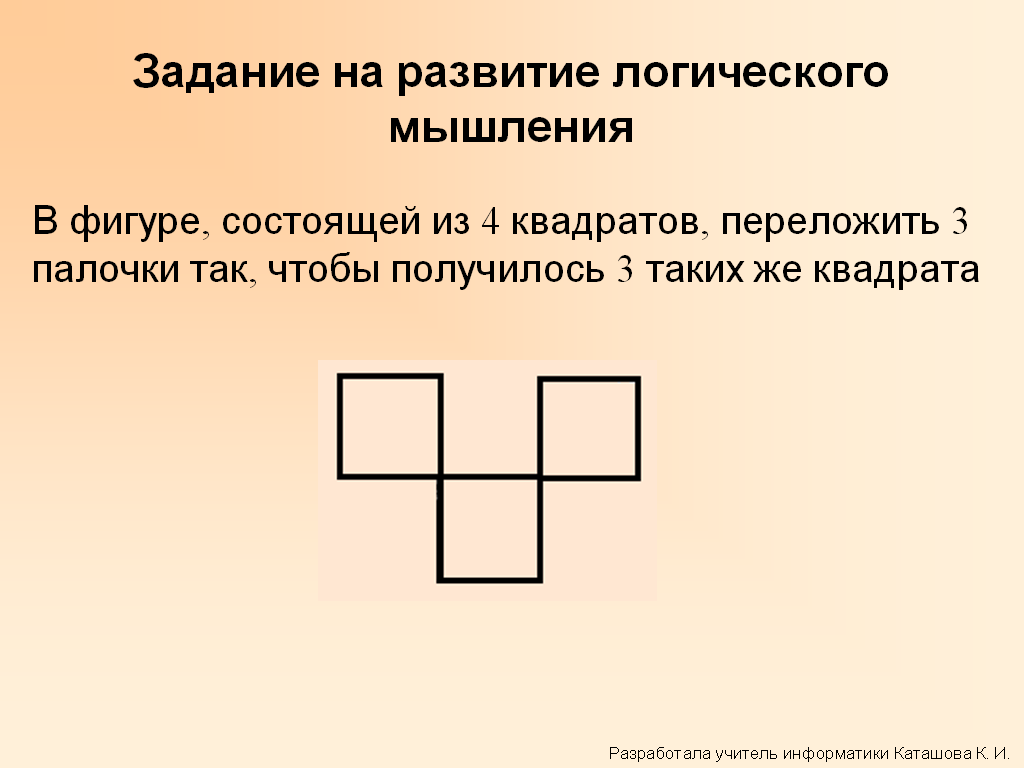 Задание на развитие логического
мышления
В фигуре, состоящей из 4 квадратов, переложить 3
палочки так, чтобы получилось 3 таких же квадрата
Разработала учитель информатики Каташова К. И.